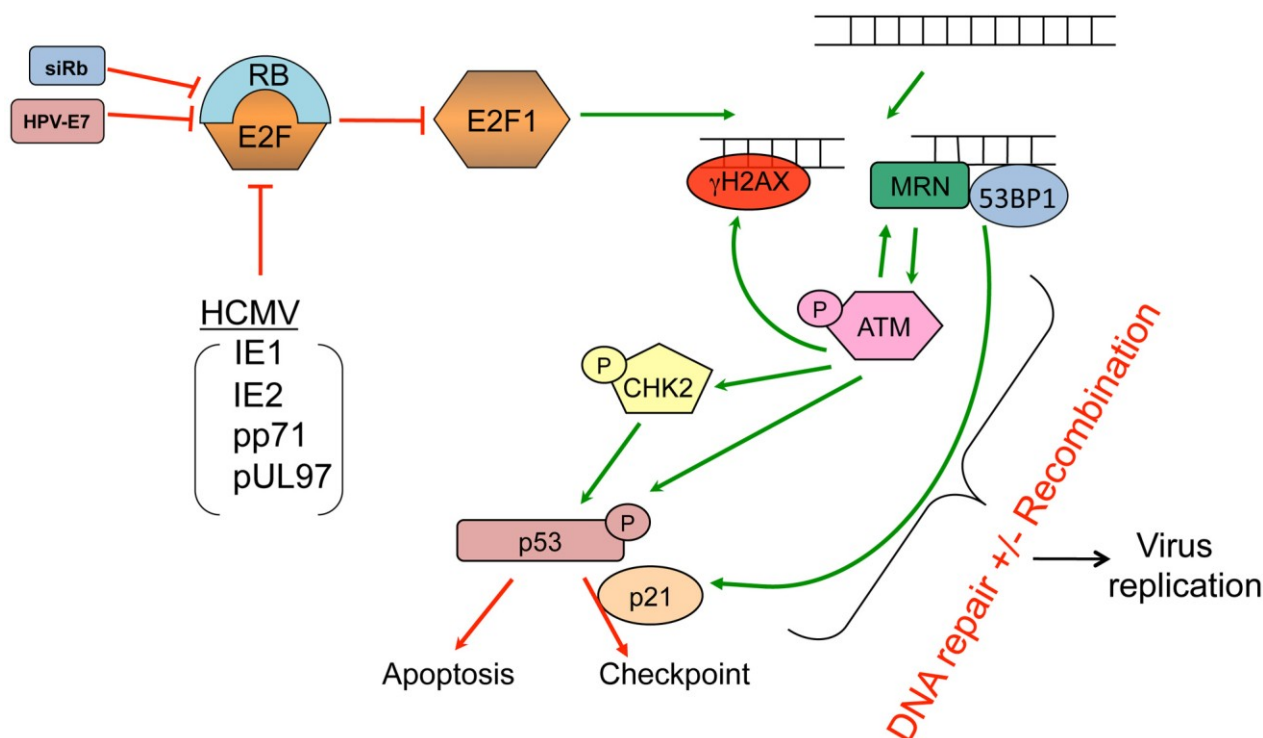 siRb
HPV-E7
RB
E2F
E2F1
γH2AX
MRN
53BP1
P
ATM
HCMV
IE1
IE2
pp71
pUL97
P
CHK2
p53
P
p21
Apoptosis
Checkpoint
DNA repair +/- Recombination
Virus
replication